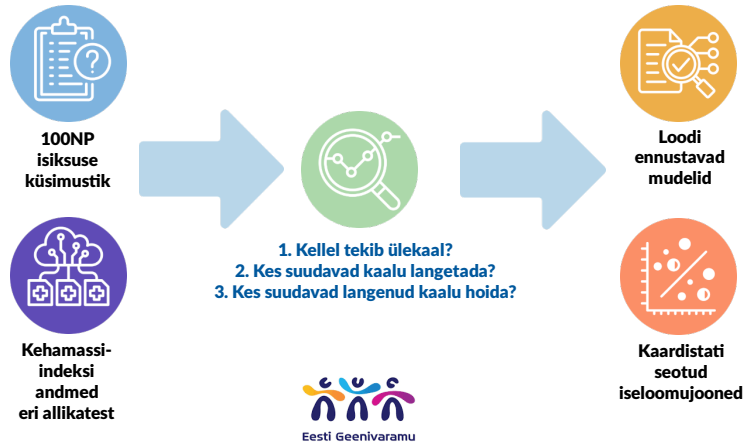 ?
100NP
isiksuse
küsimustik
Kehamassi-
indeksi
andmed
eri allikatest
1. Kellel tekib ülekaal?
2. Kes suudavad kaalu langetada?
3. Kes suudavad langenud kaalu hoida?
Eesti Geenivaramu
Loodi
ennustavad
mudelid
Kaardistati
seotud
iseloomujooned